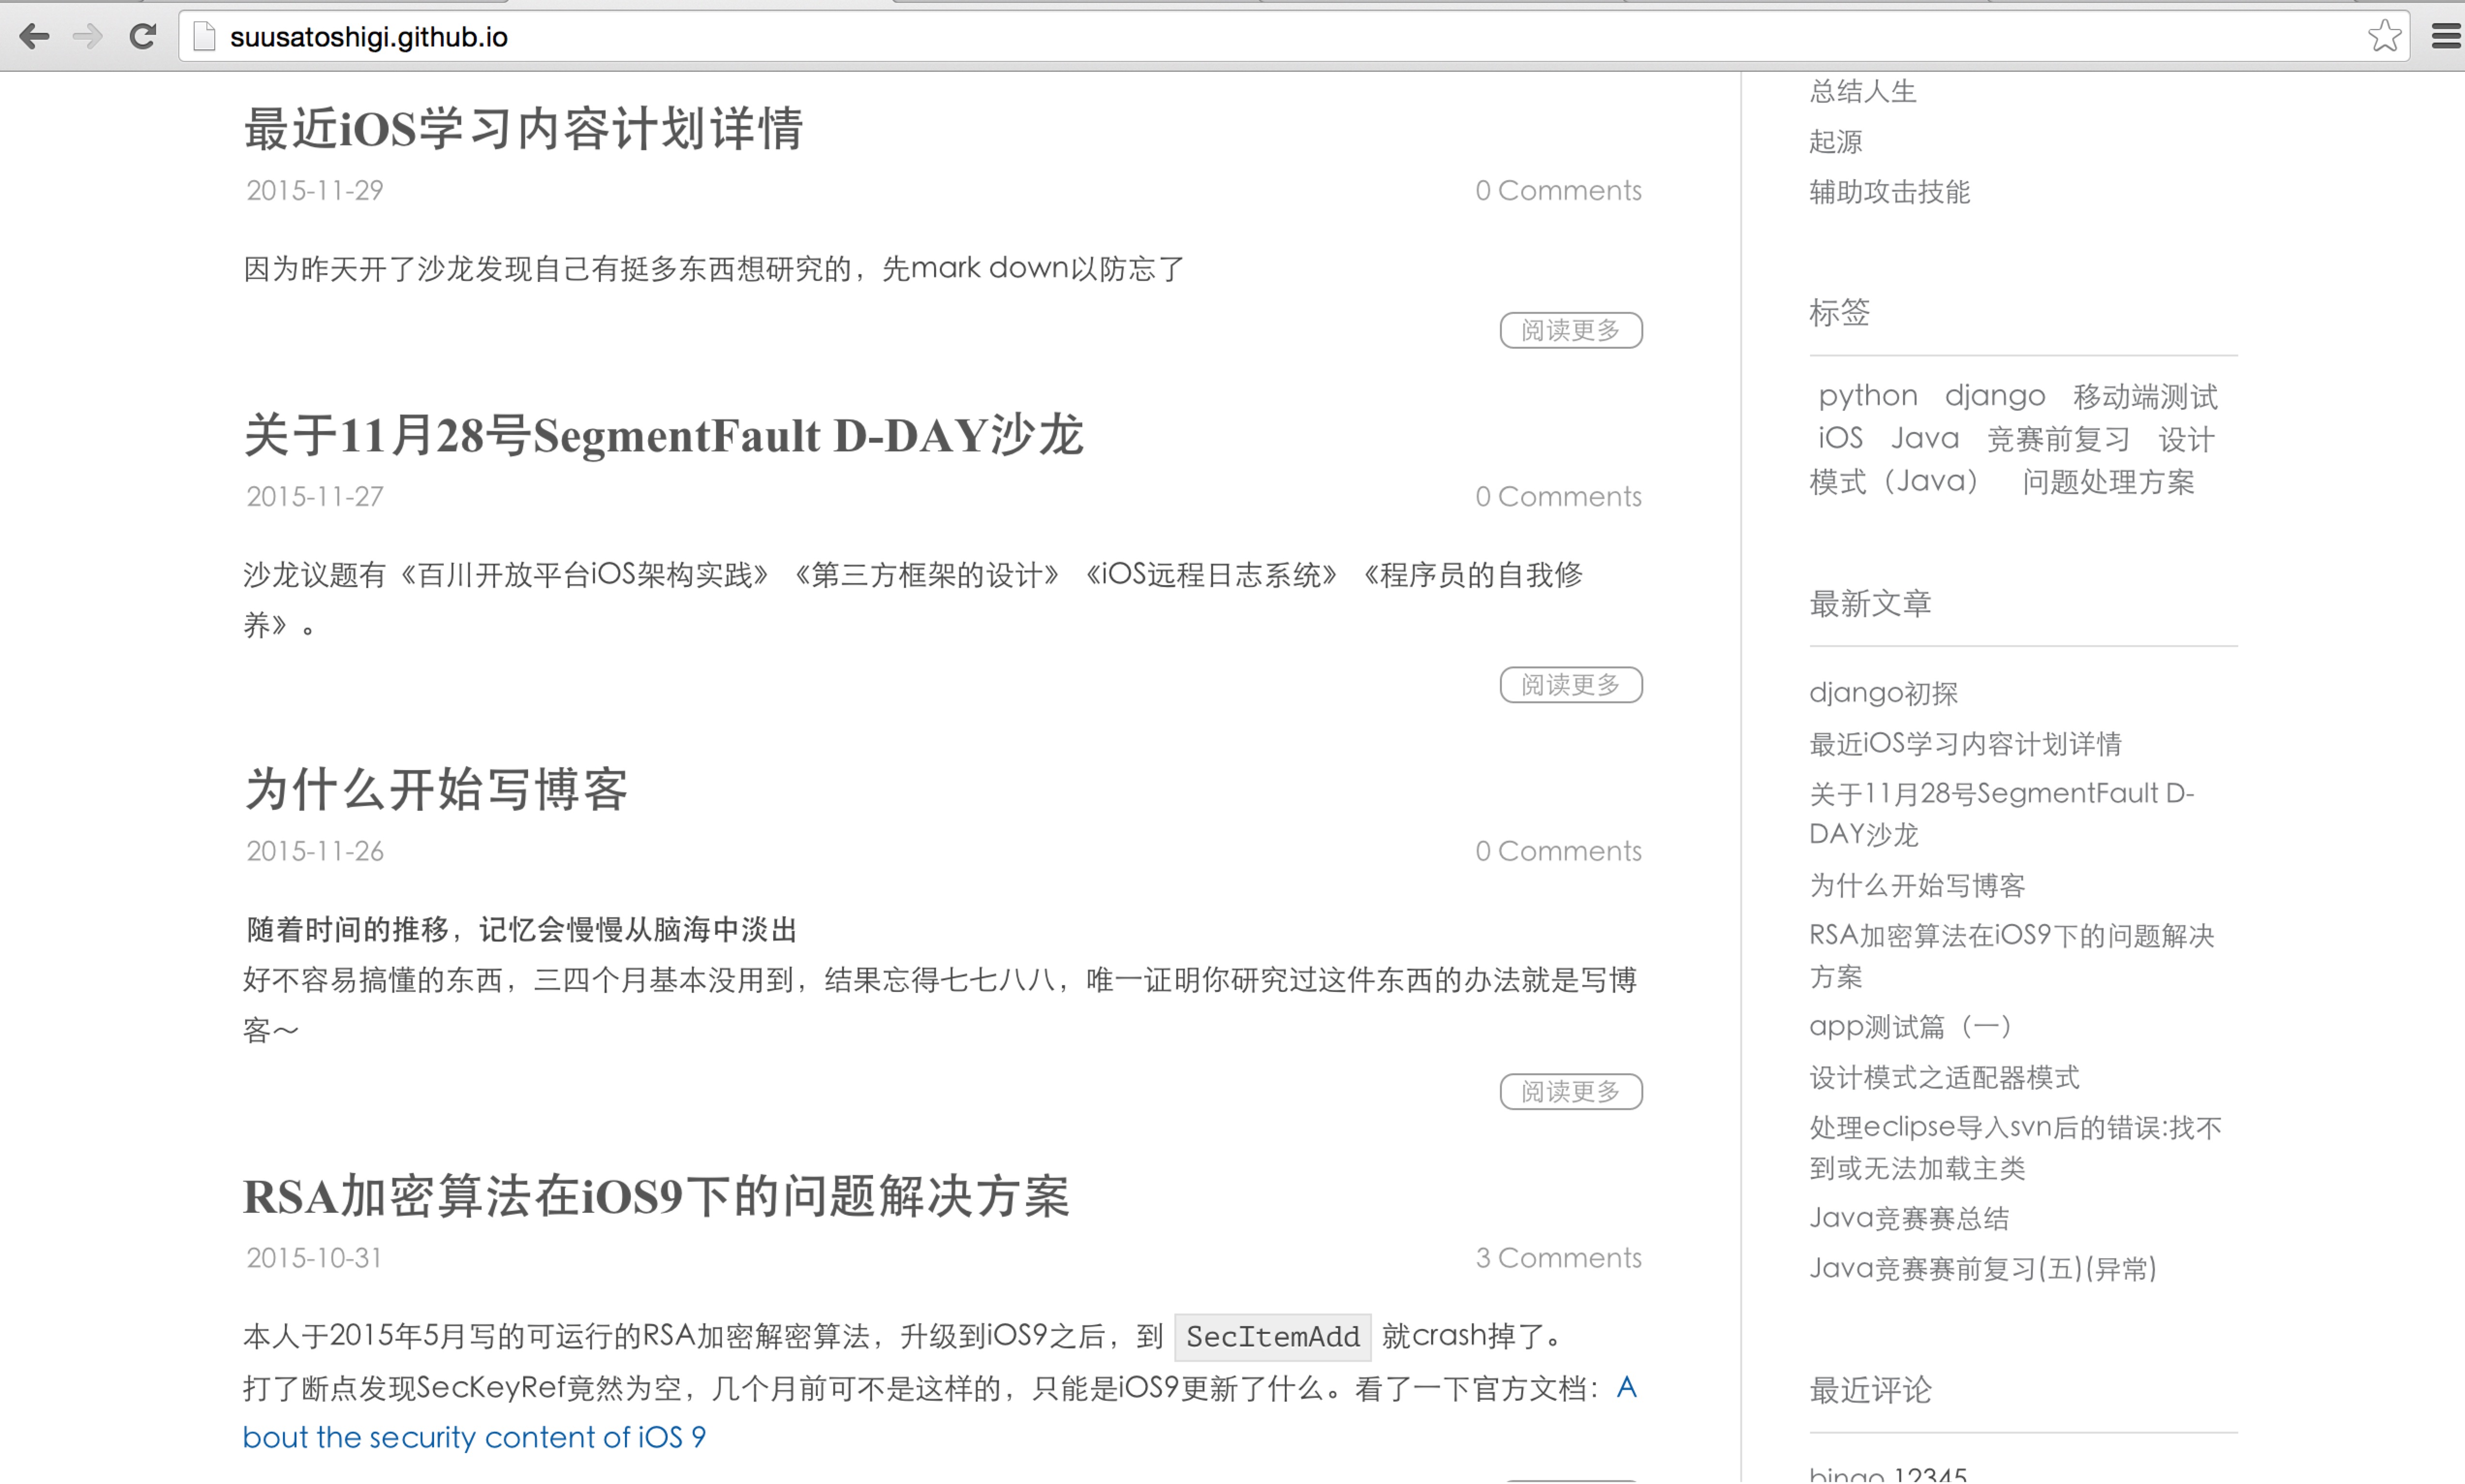 suusatoshigi.github.io
最近iOS学习内容计划详情
2015-11-29
0 Comments
因为昨天开了沙龙发现自己有挺多东西想研究的，先mark down以防忘了
阅读更多
关于11月28号SegmentFault D-DAY沙龙
2015-11-27
0 Comments
沙龙议题有《百川开放平台iOS架构实践》《第三方框架的设计》《iOS远程日志系统》《程序员的自我修
养》。
阅读更多
为什么开始写博客
2015-11-26
0 Comments
随着时间的推移，记忆会慢慢从脑海中淡出
好不容易搞懂的东西，三四个月基本没用到，结果忘得七七八八，唯一证明你研究过这件东西的办法就是写博
客～
阅读更多
RSA加密算法在iOS9下的问题解决方案
2015-10-31
3 Comments
本人于2015年5月写的可运行的RSA加密解密算法，升级到iOS9之后，到 SecItemAdd 就crash掉了。
打了断点发现SecKeyRef竟然为空，几个月前可不是这样的，只能是iOS9更新了什么。看了一下官方文档：A
bout the security content of iOS 9
总结人生
起源
辅助攻击技能
标签
python django 移动端测试
iOS Java 竞赛前复习 设计
模式（Java） 问题处理方案
最新文章
django初探
最近iOS学习内容计划详情
关于11月28号SegmentFault D-
DAY沙龙
为什么开始写博客
RSA加密算法在iOS9下的问题解决
方案
app测试篇（一）
设计模式之适配器模式
处理eclipse导入svn后的错误:找不
到或无法加载主类
Java竞赛赛总结
Java竞赛赛前复习(五)(异常)
最近评论
bingo 12345